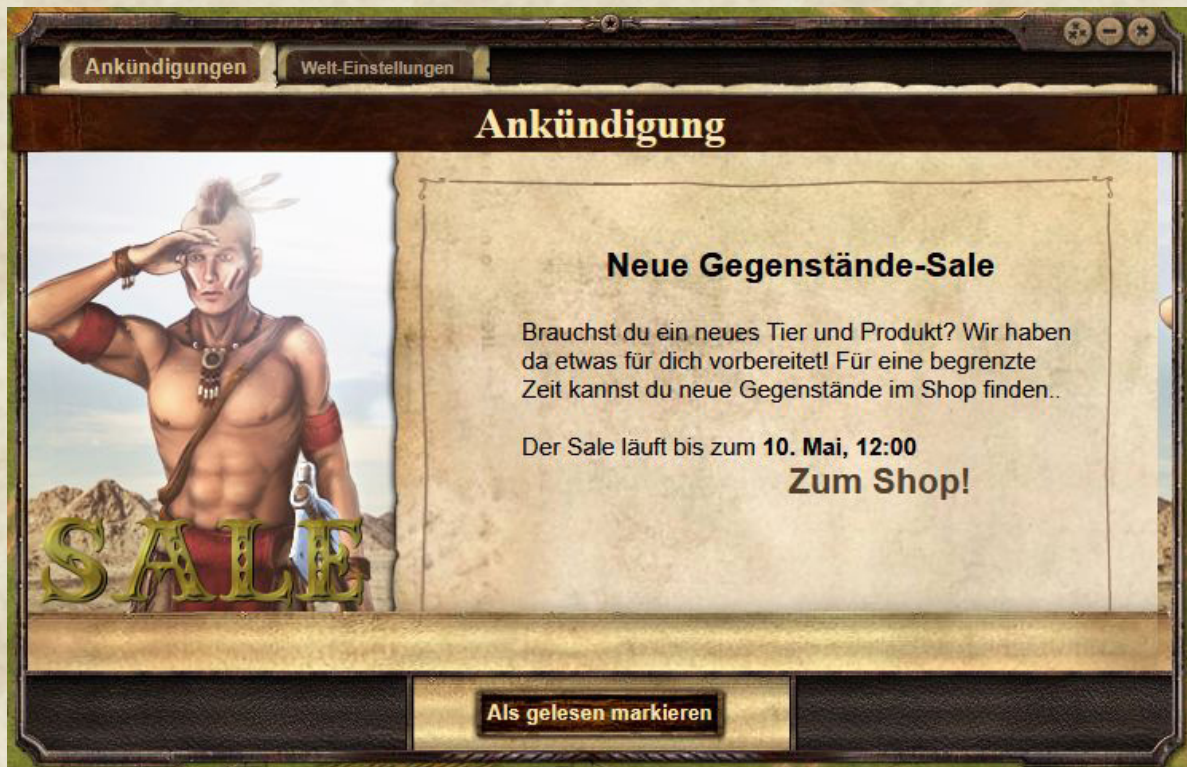 Ankündigungen
Welt-Einstellungen
Ankündigung
Neue Gegenstände-Sale
Brauchst du ein neues Tier und Produkt? Wir haben
da etwas für dich vorbereitet! Für eine begrenzte
Zeit kannst du neue Gegenstände im Shop finden..
Der Sale läuft bis zum 10. Mai, 12:00
Zum Shop!
SALE
Als gelesen markieren